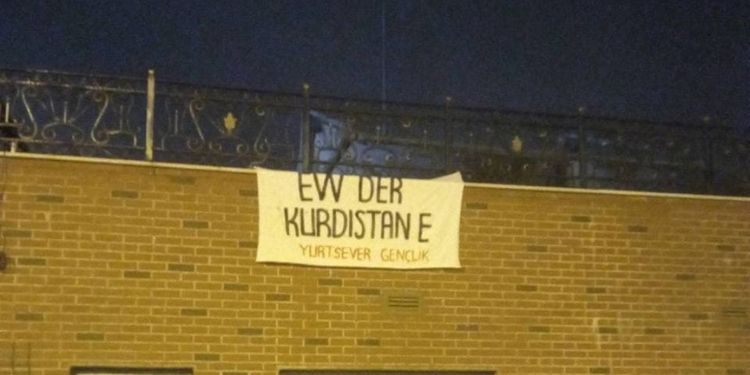 EW DER
KURDISTAN E
YURTSEVER GENÇLIK